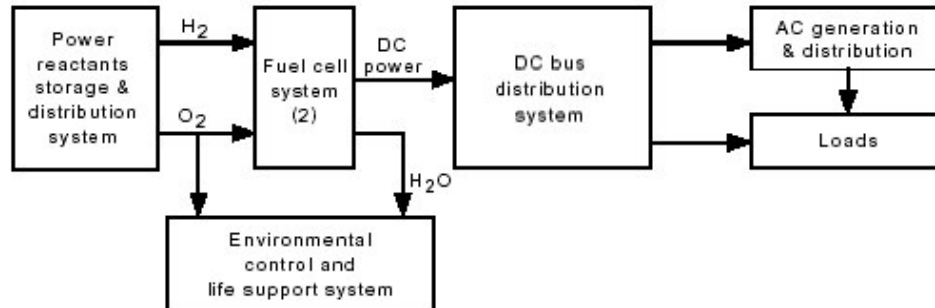 Power
reactants
storage &
distribution
system
H2
O2
Fuel cell
system
(2)
DC
power
H2O
DC bus
distribution
system
AC generation
& distribution
Loads
Environmental
control and
life support system